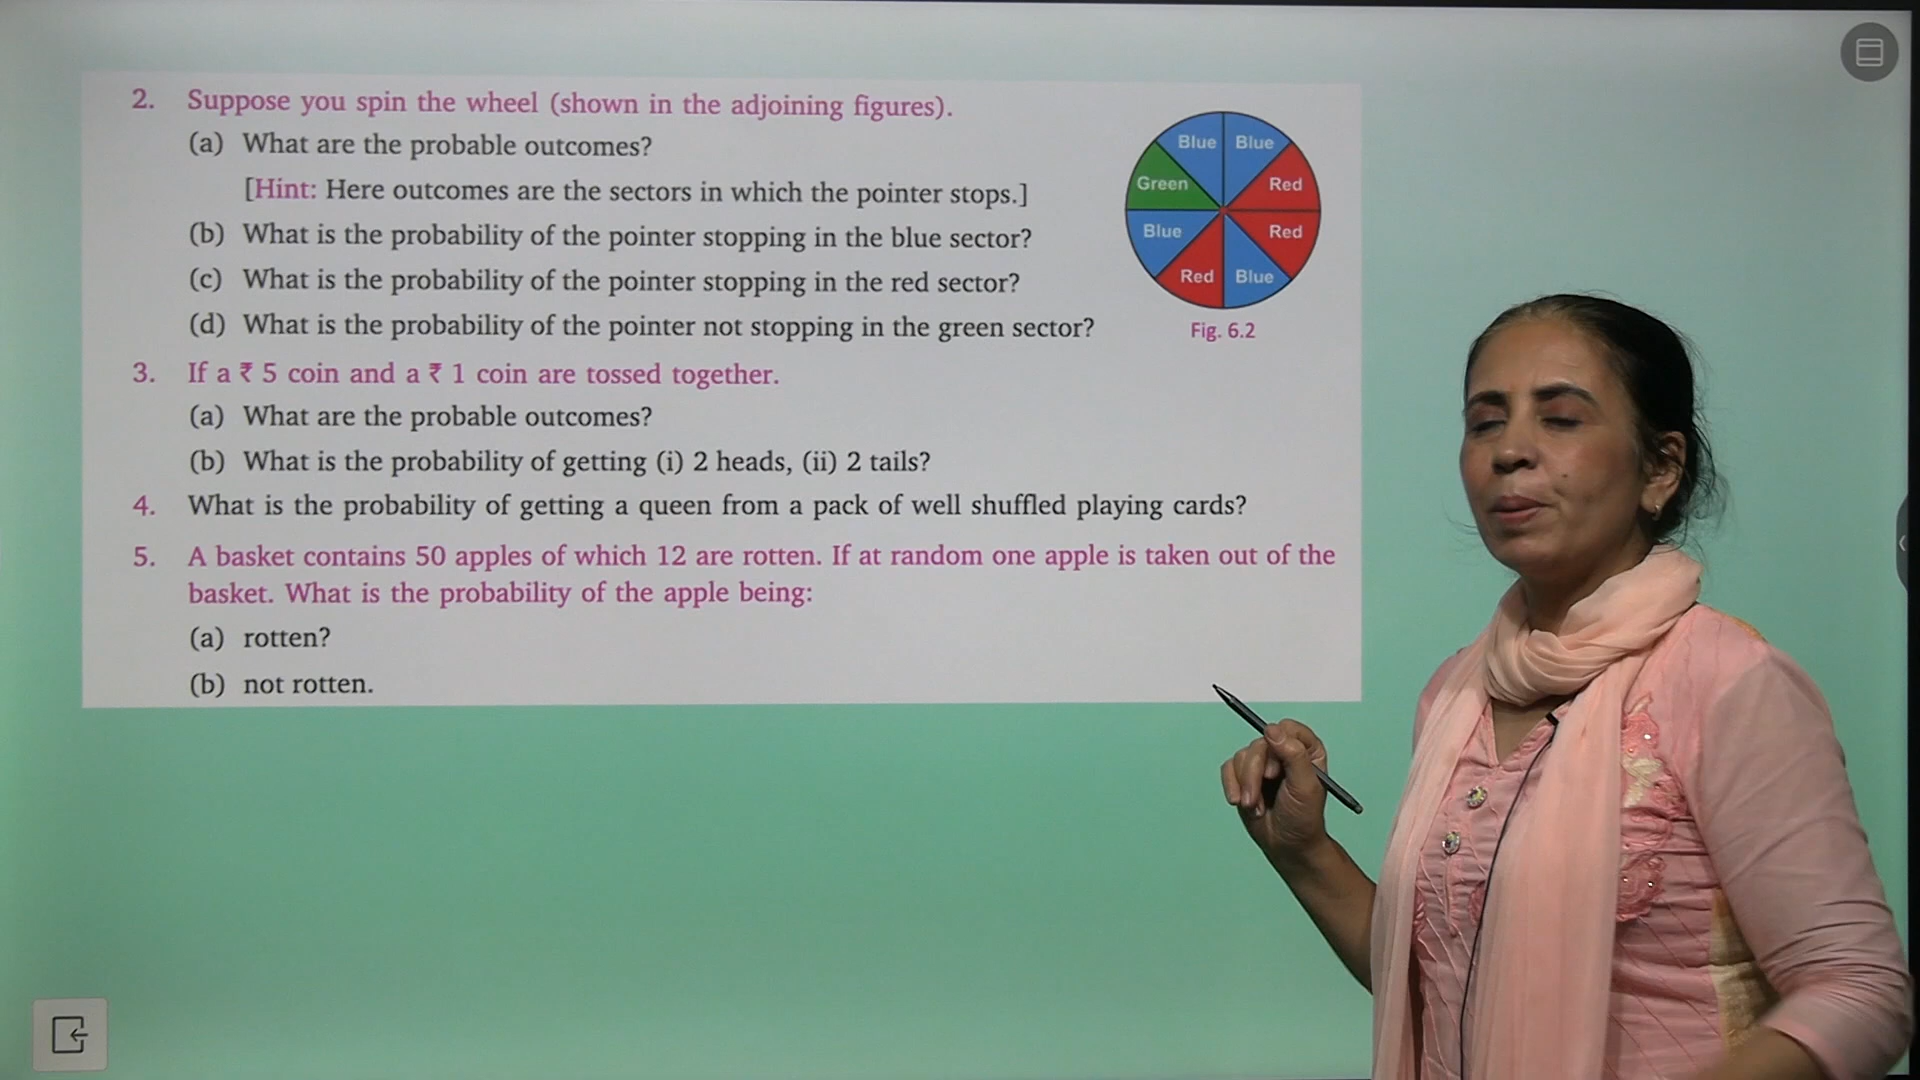 2. Suppose you spin the wheel (shown in the adjoining figures).
(a) What are the probable outcomes?
[Hint: Here outcomes are the sectors in which the pointer stops.]
(b) What is the probability of the pointer stopping in the blue sector?
(c) What is the probability of the pointer stopping in the red sector?
(d) What is the probability of the pointer not stopping in the green sector?
Blue Blue
Green Red
Blue Red
Red Blue
Fig. 6.2
3. If a ₹ 5 coin and a ₹ 1 coin are tossed together.
(a) What are the probable outcomes?
(b) What is the probability of getting (i) 2 heads, (ii) 2 tails?
4. What is the probability of getting a queen from a pack of well shuffled playing cards?
5. A basket contains 50 apples of which 12 are rotten. If at random one apple is taken out of the
basket. What is the probability of the apple being:
(a) rotten?
(b) not rotten.